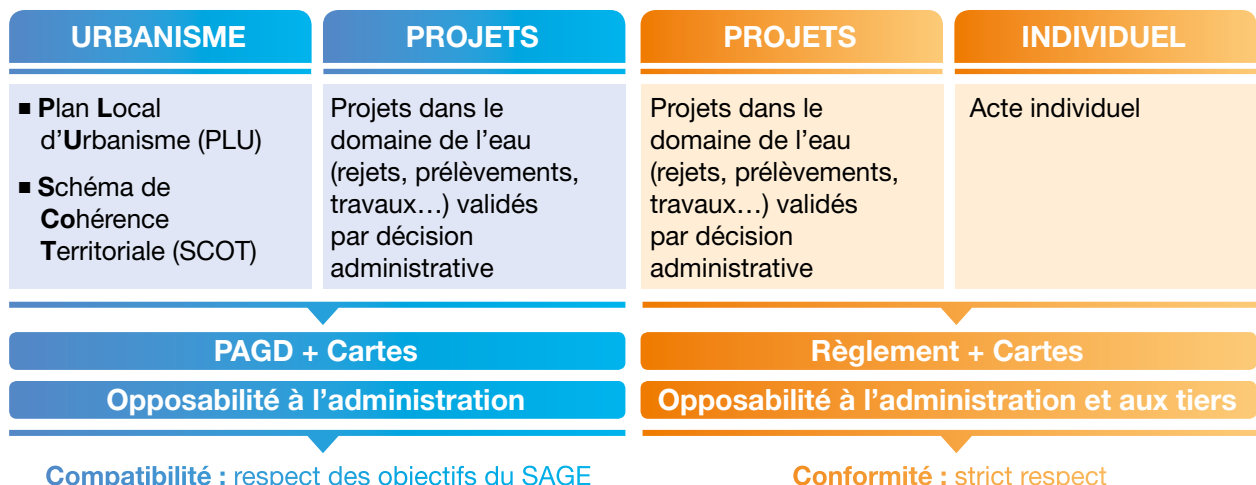 URBANISME
■ Plan Local
d'Urbanisme (PLU)
■ Schéma de
Cohérence
Territoriale (SCOT)
PROJETS
Projets dans le
domaine de l'eau
(rejets, prélèvements,
travaux…) validés
par décision
administrative
PAGD + Cartes
Opposabilité à l'administration
Compatibilité : respect des objectifs du SAGE
PROJETS
Projets dans le
domaine de l'eau
(rejets, prélèvements,
travaux…) validés
par décision
administrative
INDIVIDUEL
Acte individuel
Règlement + Cartes
Opposabilité à l'administration et aux tiers
Conformité : strict respect